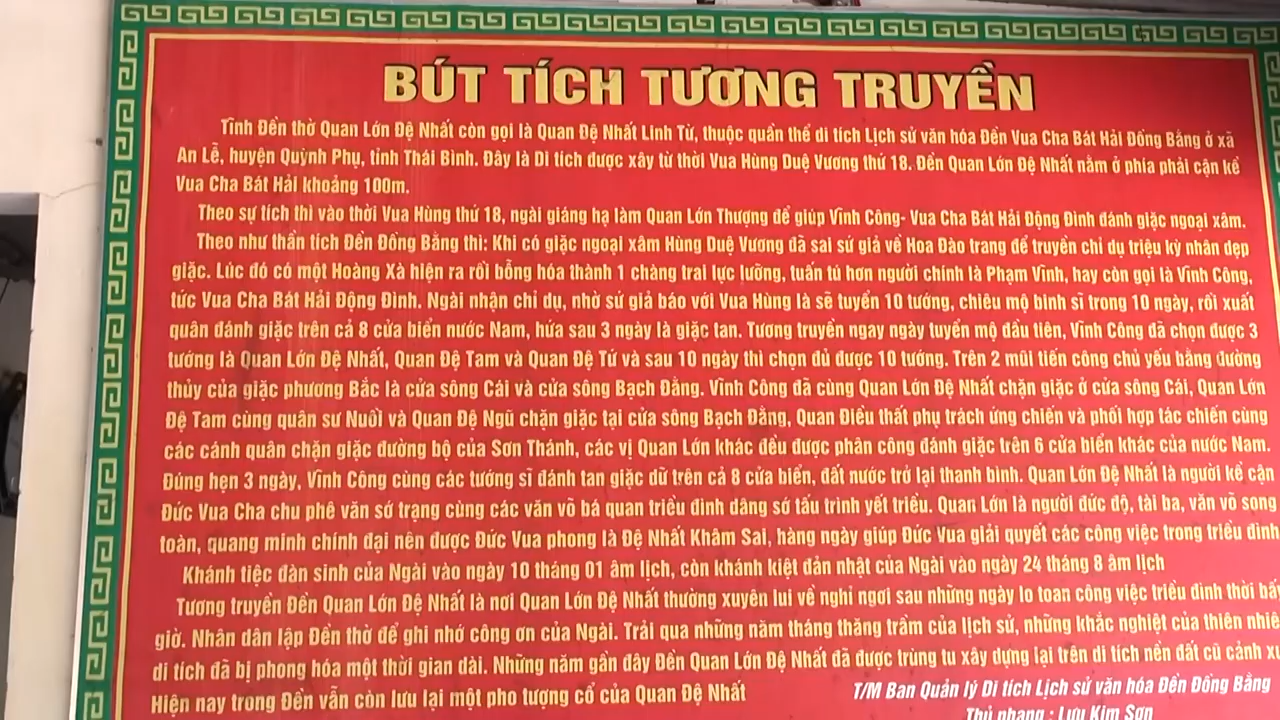 BÚT TÍCH TƯƠNG TRUYỀN
Tĩnh Đền thờ Quan Lớn Đệ Nhất còn gọi là Quan Đệ Nhất Linh Từ, thuộc quần thể di tích Lịch sử văn hóa Đền Vua Cha Bát Hải Đồng Bằng ở xã
An Lễ, huyện Quỳnh Phụ, tỉnh Thái Bình. Đây là Di tích được xây từ thời Vua Hùng Duệ Vương thứ 18. Đền Quan Lớn Đệ Nhất nằm ở phía phải cận kề
Vua Cha Bát Hải khoảng 100m.
Theo sự tích thì vào thời Vua Hùng thứ 18, ngài giáng hạ làm Quan Lớn Thượng để giúp Vĩnh Công- Vua Cha Bát Hải Động Đình đánh giặc ngoại xâm.
Theo như thần tích Đền Đồng Bằng thì: Khi có giặc ngoại xâm Hùng Duệ Vương đã sai sứ giả về Hoa Đào trang để truyền chỉ dụ triệu kỳ nhân dẹp
giặc. Lúc đó có một Hoàng Xà hiện ra rồi bỗng hóa thành 1 chàng trai lực lưỡng, tuấn tú hơn người chính là Phạm Vĩnh, hay còn gọi là Vĩnh Công,
tức Vua Cha Bát Hải Động Đình. Ngài nhận chỉ dụ, nhờ sứ giả báo với Vua Hùng là sẽ tuyển 10 tướng, chiêu mộ binh sĩ trong 10 ngày, rồi xuất
quân đánh giặc trên cả 8 cửa biển nước Nam, hứa sau 3 ngày là giặc tan. Tương truyền ngay ngày tuyển mộ đầu tiên, Vĩnh Công đã chọn được 3
tướng là Quan Lớn Đệ Nhất, Quan Đệ Tam và Quan Đệ Tứ và sau 10 ngày thì chọn đủ được 10 tướng. Trên 2 mũi tiến công chủ yếu bằng đường
thủy của giặc phương Bắc là cửa sông Cái và cửa sông Bạch Đằng. Vĩnh Công đã cùng Quan Lớn Đệ Nhất chặn giặc ở cửa sông Cái, Quan Lớn
Đệ Tam cùng quân sư Nuôi và Quan Đệ Ngũ chặn giặc tại cửa sông Bạch Đằng, Quan Điều thất phụ trách ứng chiến và phối hợp tác chiến cùng
các cánh quân chặn giặc đường bộ của Sơn Thánh, các vị Quan Lớn khác đều được phân công đánh giặc trên 6 cửa biển khác của nước Nam.
Đúng hẹn 3 ngày, Vĩnh Công cùng các tướng sĩ đánh tan giặc dữ trên cả 8 cửa biển, đất nước trở lại thanh bình. Quan Lớn Đệ Nhất là người kề cận
Đức Vua Cha chu phê văn sớ trạng cùng các văn võ bá quan triều đình dâng sớ tấu trình yết triều. Quan Lớn là người đức độ, tài ba, văn võ song
toàn, quang minh chính đại nên được Đức Vua phong là Đệ Nhất Khâm Sai, hàng ngày giúp Đức Vua giải quyết các công việc trong triều đình
Khánh tiệc đản sinh của Ngài vào ngày 10 tháng 01 âm lịch, còn khánh kiệt đản nhật của Ngài vào ngày 24 tháng 8 âm lịch
Tương truyền Đền Quan Lớn Đệ Nhất là nơi Quan Lớn Đệ Nhất thường xuyên lui về nghỉ ngơi sau những ngày lo toan công việc triều đình thời bấy
giờ. Nhân dân lập Đền thờ để ghi nhớ công ơn của Ngài. Trải qua những năm tháng thăng trầm của lịch sử, những khắc nghiệt của thiên
di tích đã bị phong hóa một thời gian dài. Những năm gần đây Đền Quan Lớn Đệ Nhất đã được trùng tu xây dựng lại trên di tích nền đất cũ cảnh
Hiện nay trong Đền vẫn còn lưu lại một pho tượng cổ của Quan Đệ Nhất
T/M Ban Quản lý Di tích Lịch sử văn hóa Đền Đồng Bằng
Thủ nhang : Lưu Kim Sơn